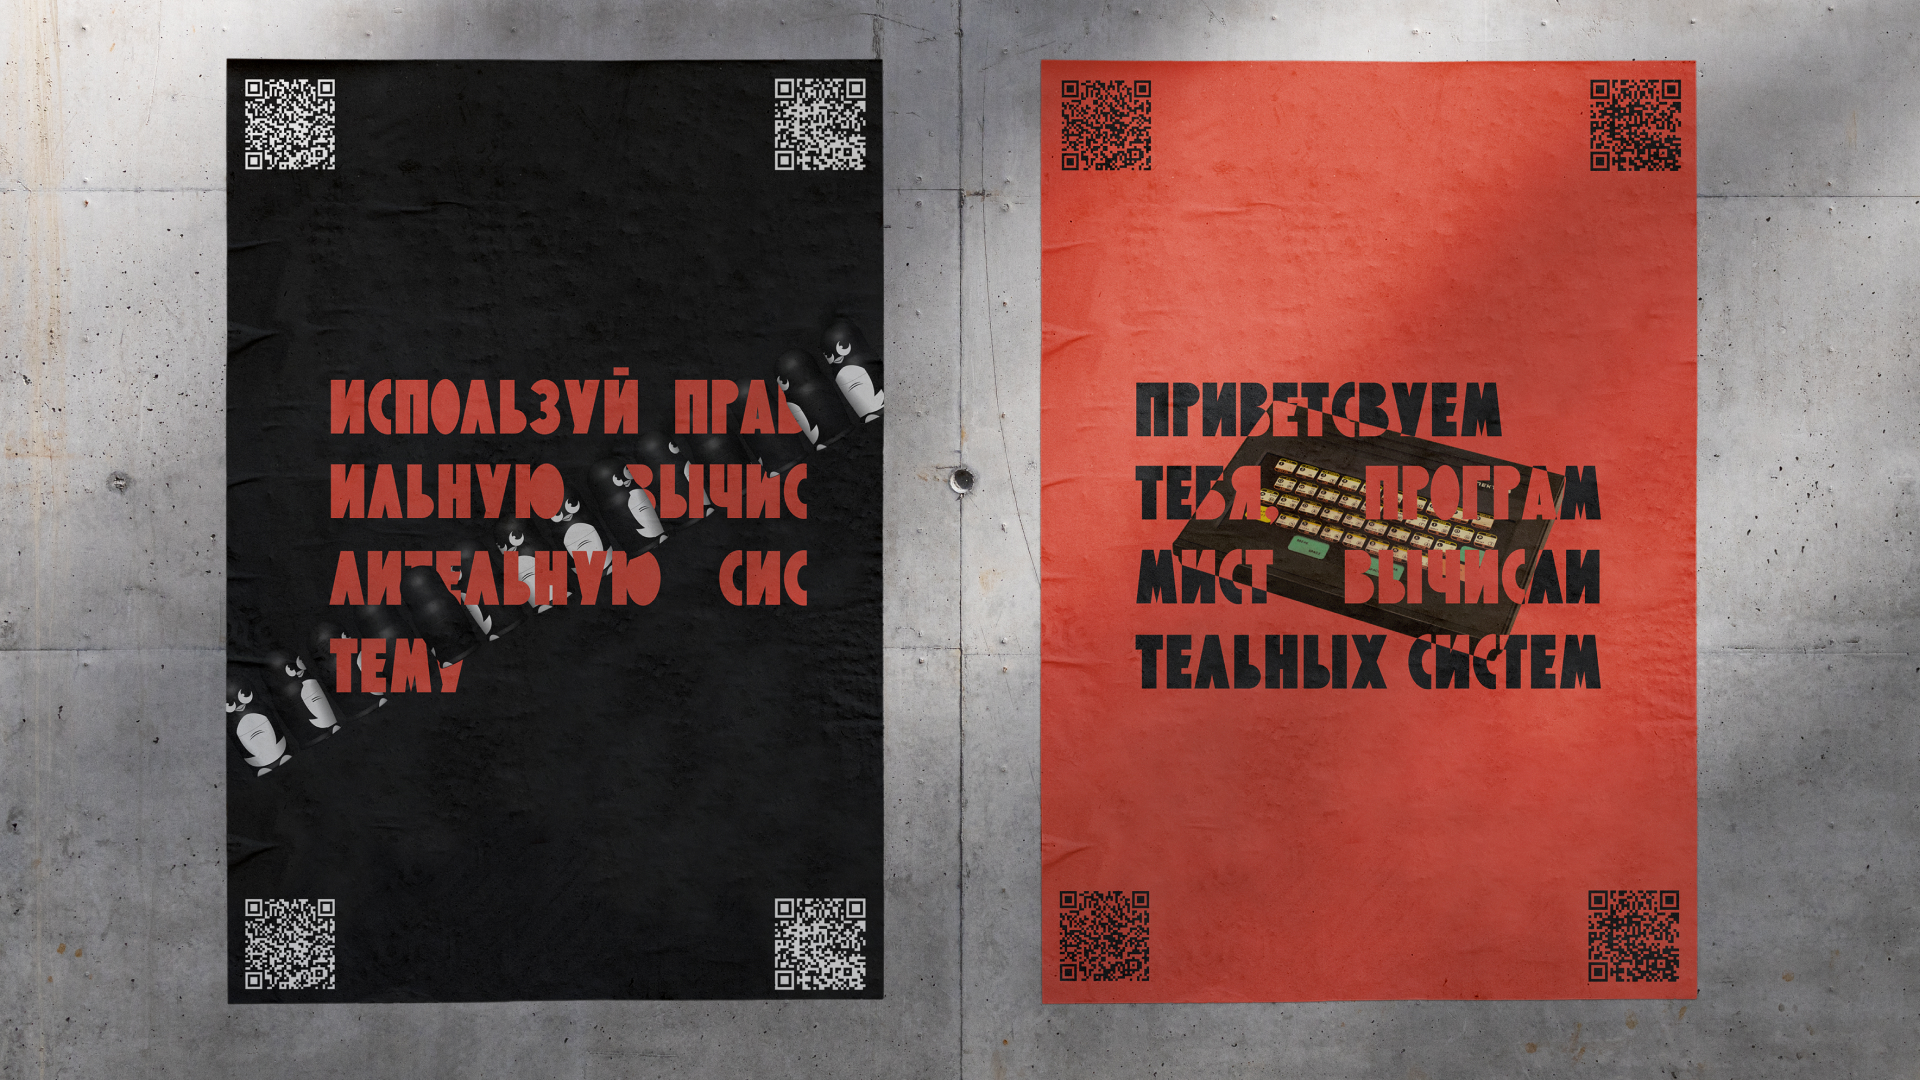 ИСПОЛЬЗУЙ ПРАВ
ИЛЬНУЮ ВЫЧИС
ЛИТЕЛЬНУЮ СИС
ТЕМУ
ПРИВЕТСВУЕМ
ТЕБЯ, ПРОГРАМ
МИСТ ВЫЧИСЛИ
ТЕЛЬНЫХ СИСТЕМ